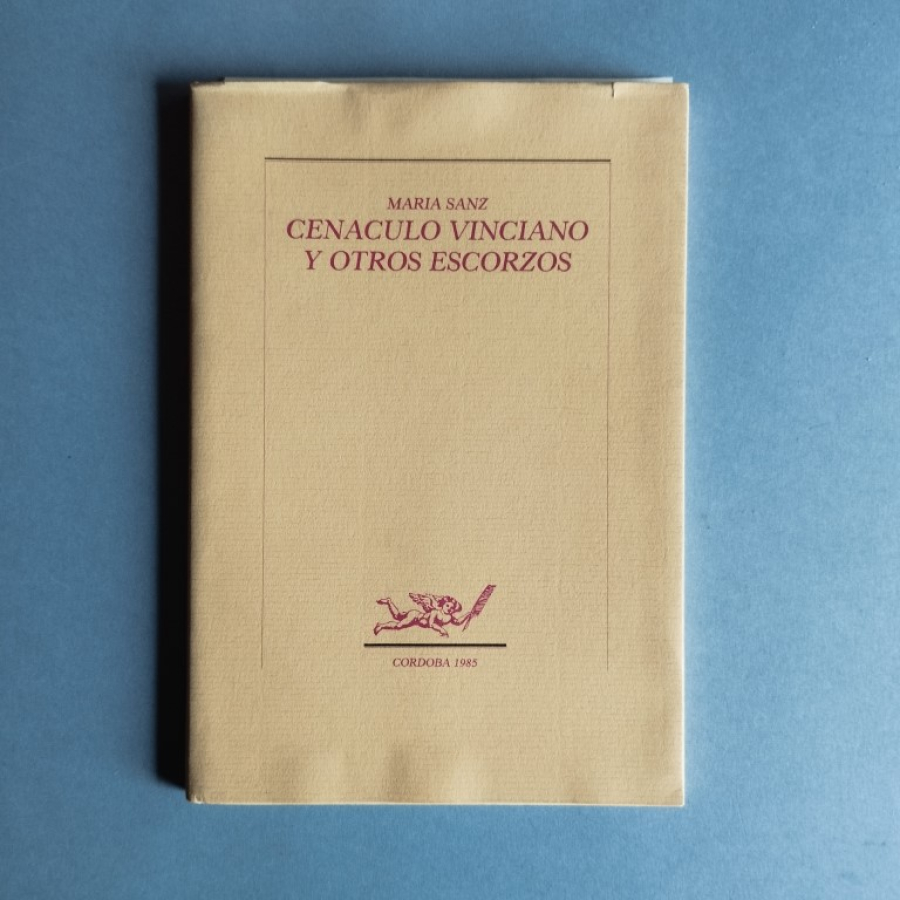 MARIA SANZ
CENACULO VINCIANO
Y OTROS ESCORZOS
CORDOBA 1985